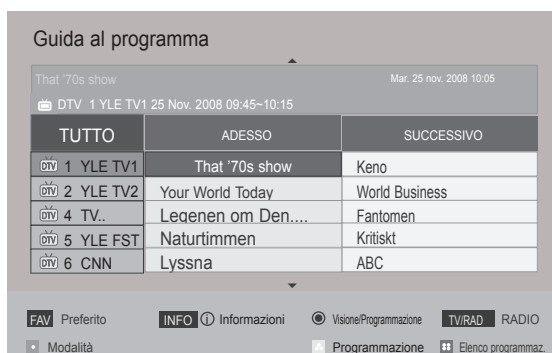 Guida al programma
That '70s show Mar. 25 nov. 2008 10:05
DTV 1 YLE TV1 25 Nov. 2008 09:45~10:15
TUTTO ADESSO SUCCESSIVO
DTV 1 YLE TV1 That '70s show Keno
DTV 2 YLE TV2 Your World Today World Business
DTV 4 TV.. Legenen om Den.... Fantomen
DTV 5 YLE FST Naturtimmen Kritiskt
DTV 6 CNN Lyssna ABC
FAV Preferito INFO i Informazioni Visione/Programmazione TV/RAD RADIO
Modalità Programmazione Elenco programmaz.